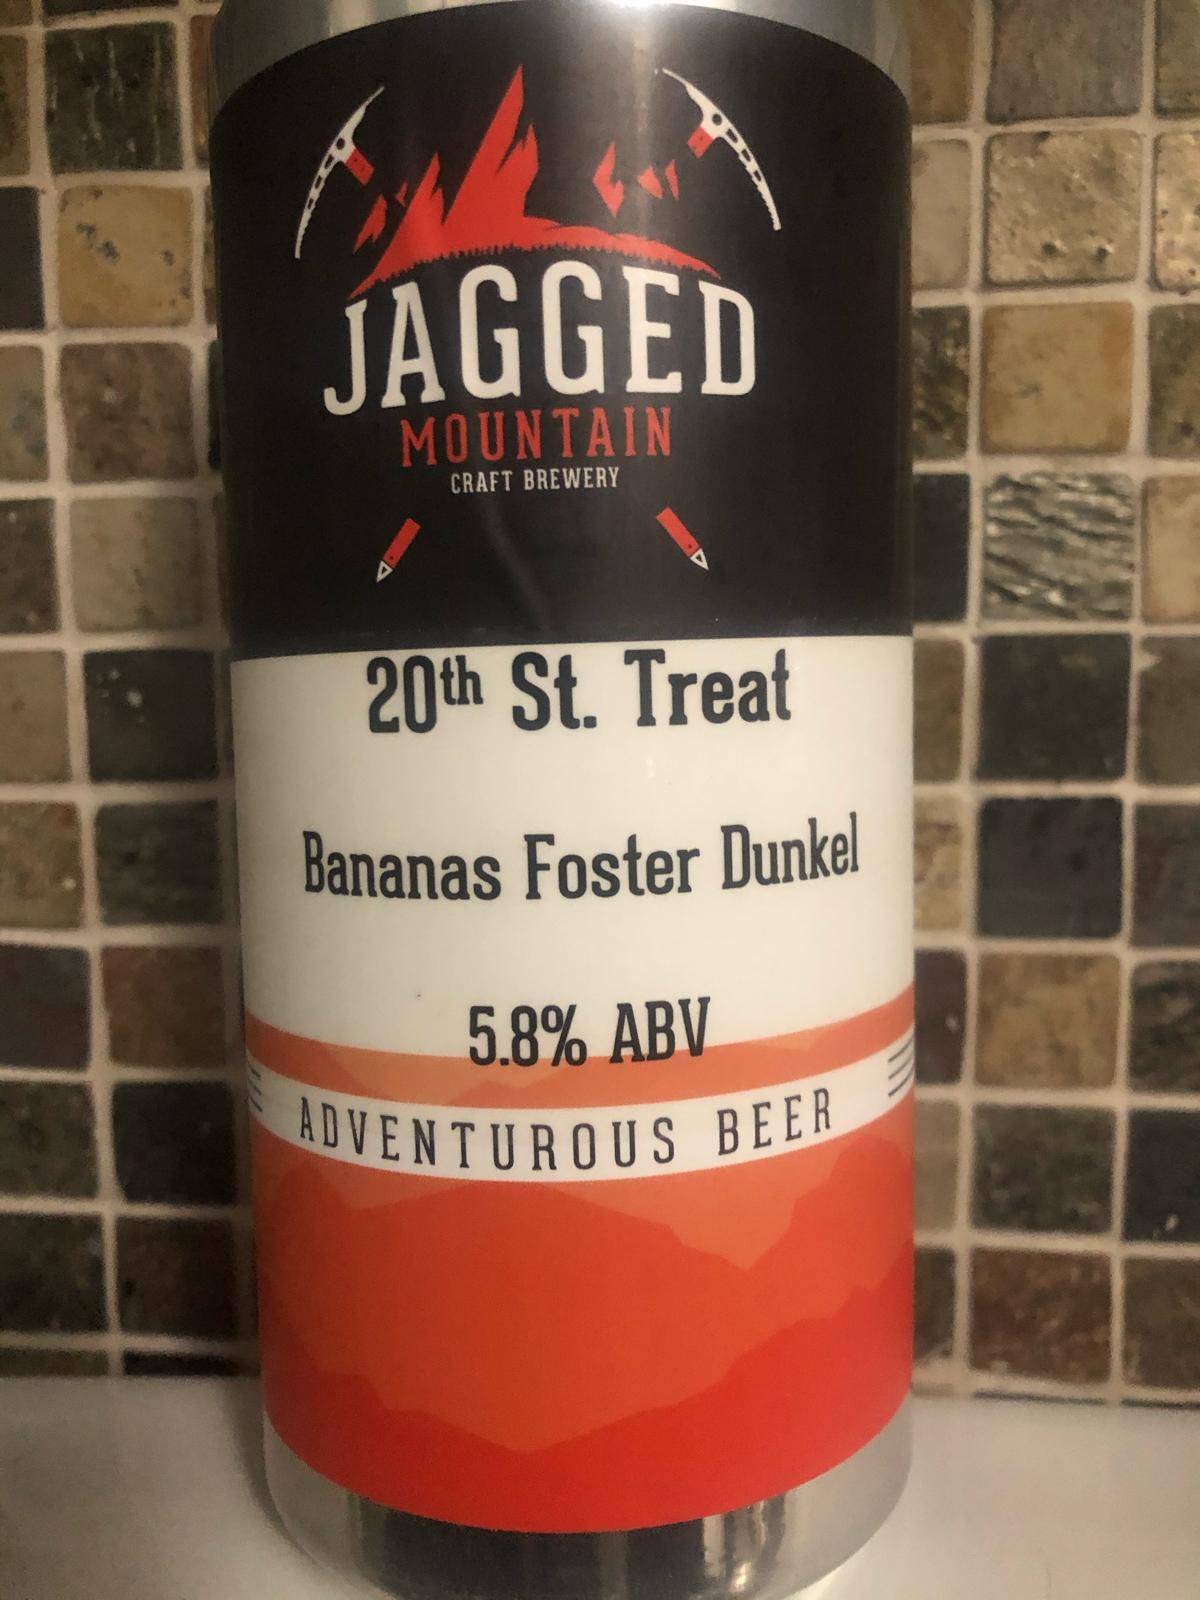 JAGGED
MOUNTAIN
CRAFT BREWERY
20th St. Treat
Bananas Foster Dunkel
5.8% ABV
ADVENTUROUS BEER